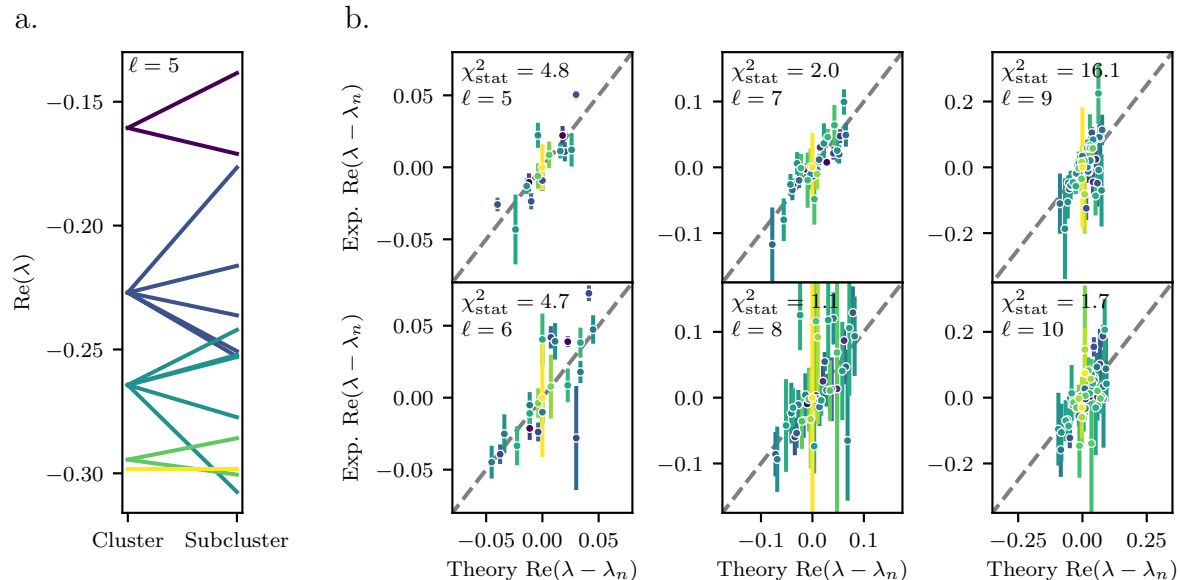 a.
ℓ = 5
Re(λ)
−0.15
−0.20
−0.25
−0.30
Cluster
Subcluster
b.
χ²stat = 4.8
ℓ = 5
Exp. Re(λ − λn)
0.05
0.00
−0.05
χ²stat = 2.0
ℓ = 7
0.1
0.0
−0.1
χ²stat = 16.1
ℓ = 9
0.2
0.0
−0.2
χ²stat = 4.7
ℓ = 6
Exp. Re(λ − λn)
0.05
0.00
−0.05
−0.05
0.00
0.05
Theory Re(λ − λn)
χ²stat = 1.1
ℓ = 8
0.1
0.0
−0.1
−0.1
0.0
0.1
Theory Re(λ − λn)
χ²stat = 1.7
ℓ = 10
0.2
0.0
−0.2
−0.25
0.00
0.25
Theory Re(λ − λn)